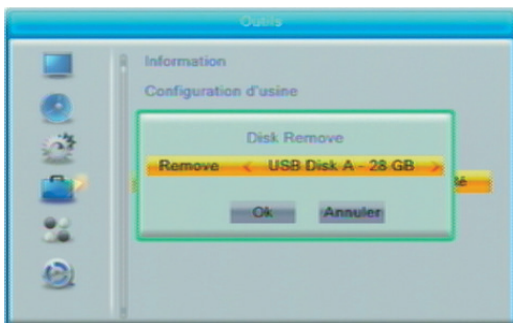 Outils
Information
Configuration d'usine
Disk Remove
Remove < USB Disk A - 28 GB >
Ok Annuler